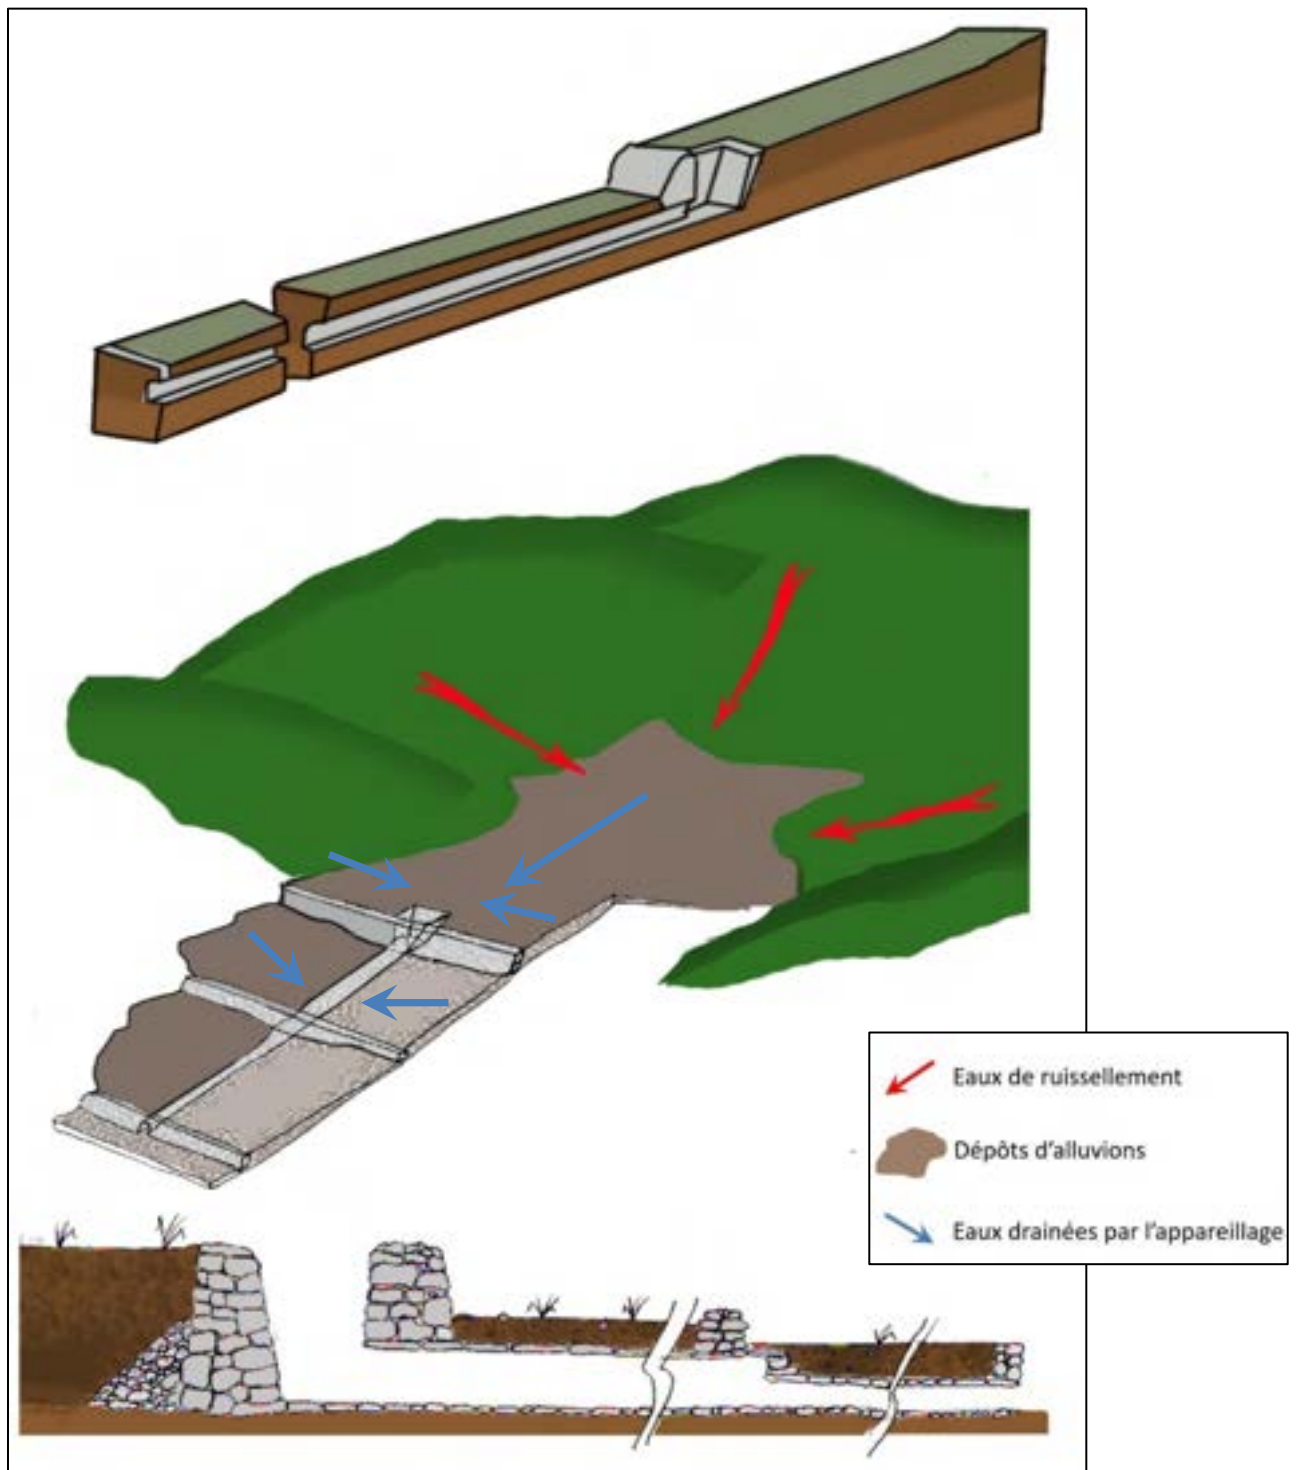 Eaux de ruissellement
Dépôts d'alluvions
Eaux drainées par l'appareillage